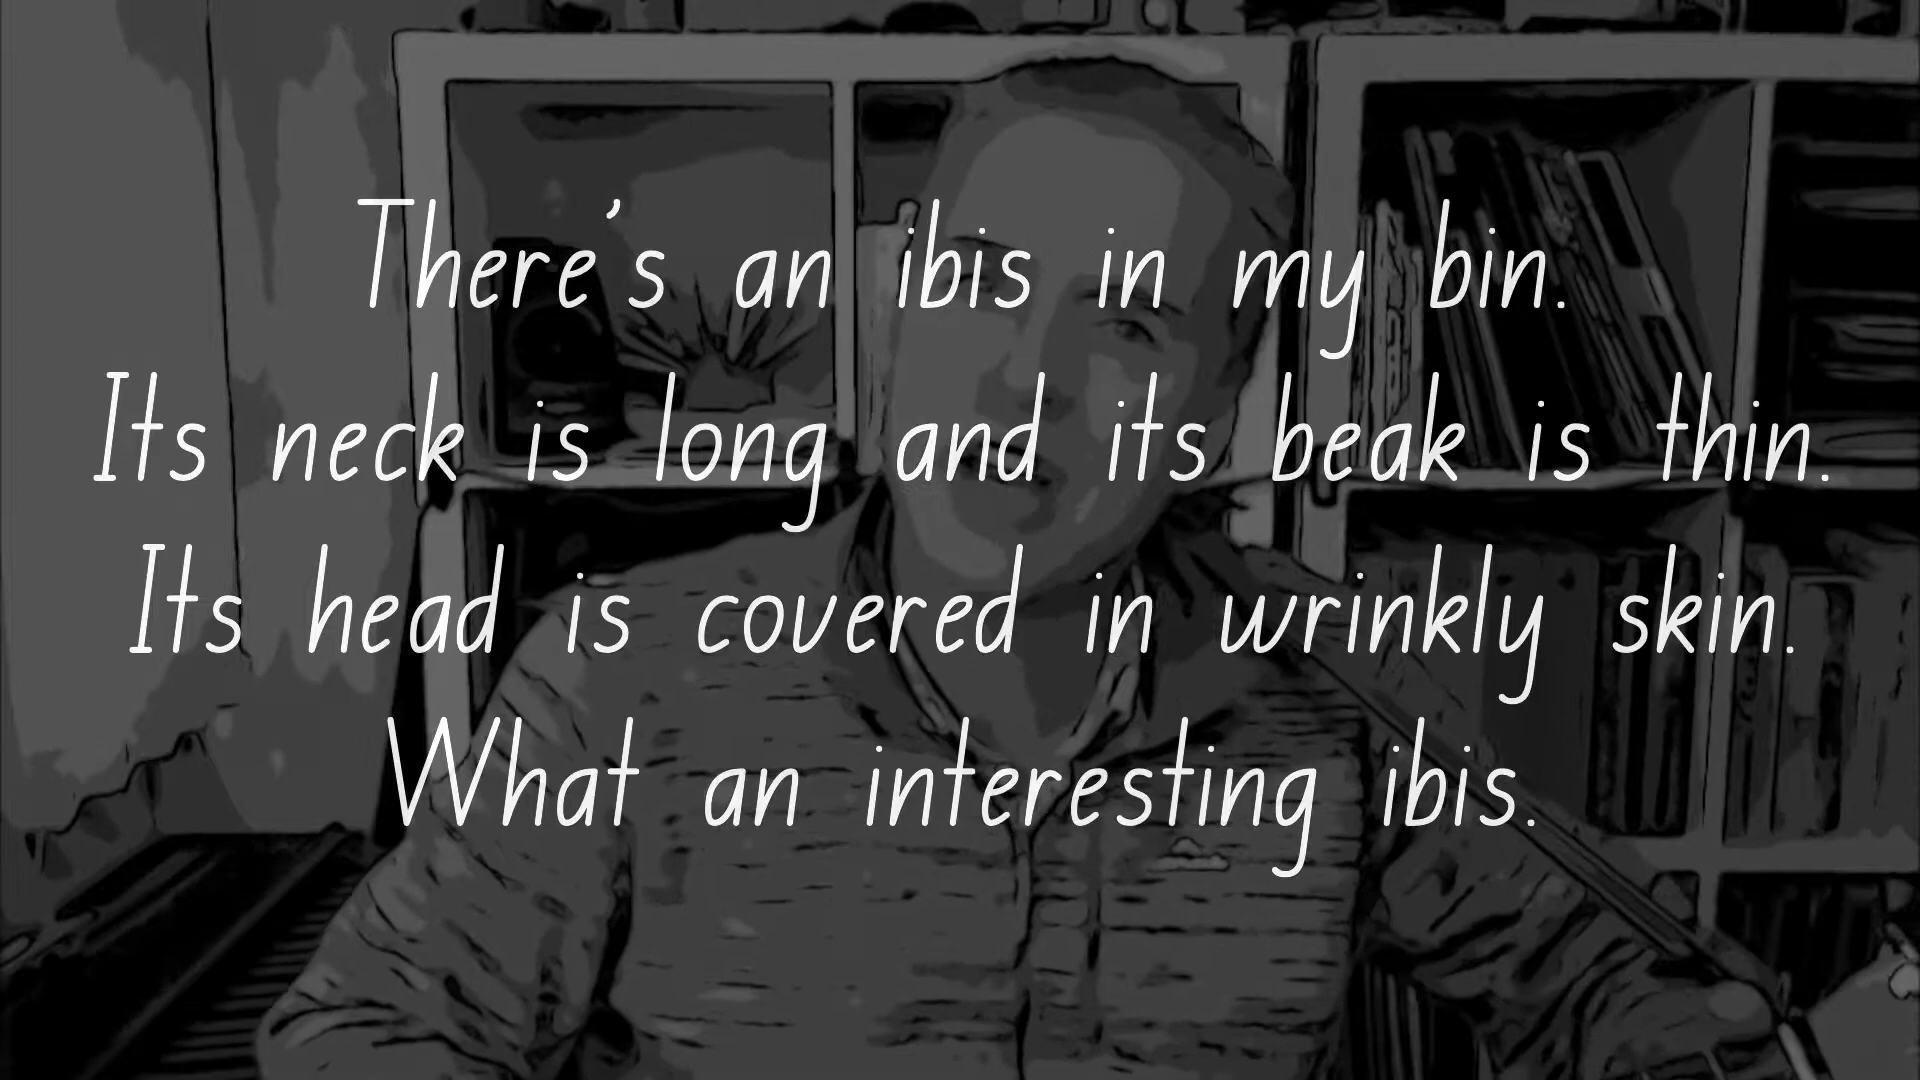 There's an ibis in my bin.
Its neck is long and its beak is thin.
Its head is covered in wrinkly skin.
What an interesting ibis.